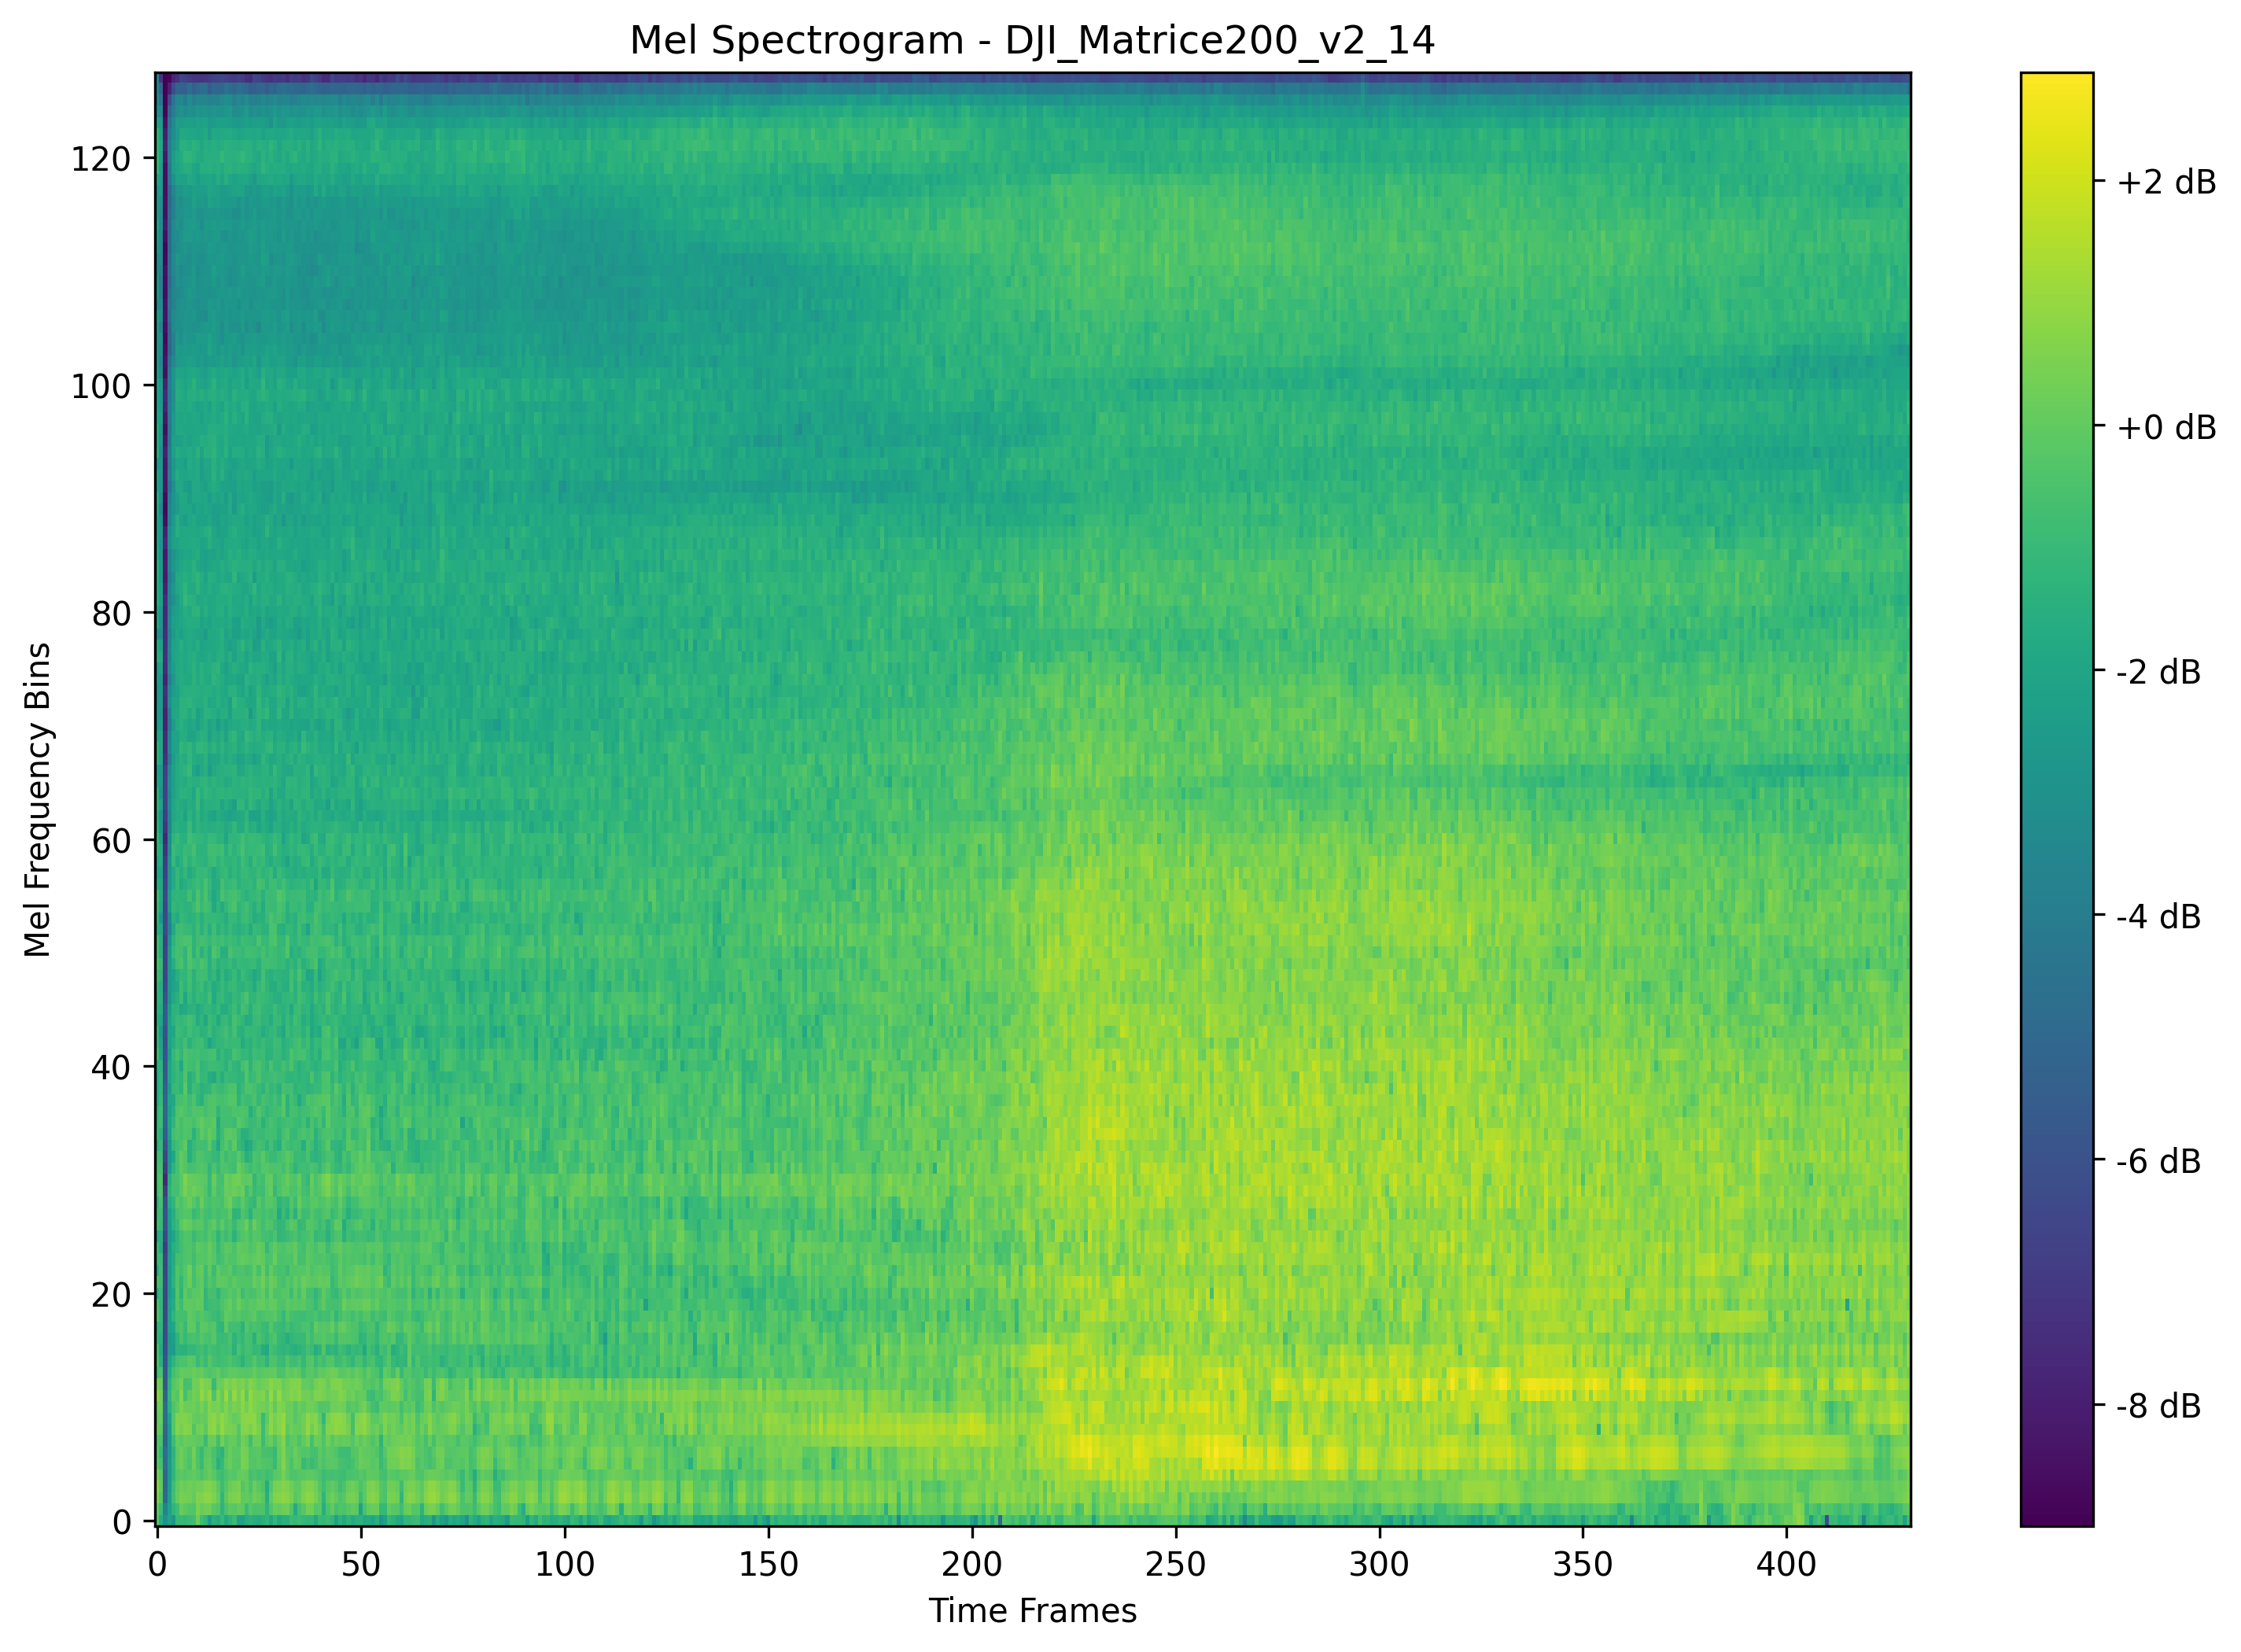 Mel Spectrogram - DJI_Matrice200_v2_14
Mel Frequency Bins
120
100
80
60
40
20
0
0 50 100 150 200 250 300 350 400
Time Frames
+2 dB
+0 dB
-2 dB
-4 dB
-6 dB
-8 dB